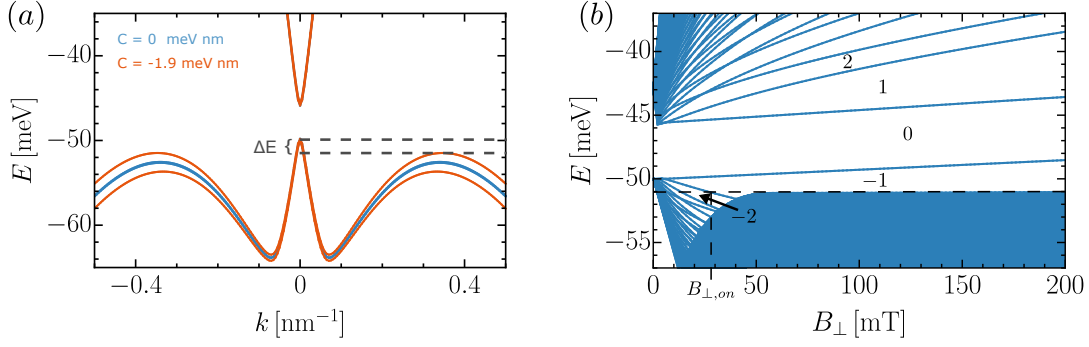 (a)
C = 0 meV nm
C = -1.9 meV nm
ΔE {
E [meV]
−40
−50
−60
−0.4
0
0.4
k [nm⁻¹]
(b)
E [meV]
−40
−45
−50
−55
2
1
0
−1
−2
0
50
100
150
200
B⊥,on
B⊥ [mT]